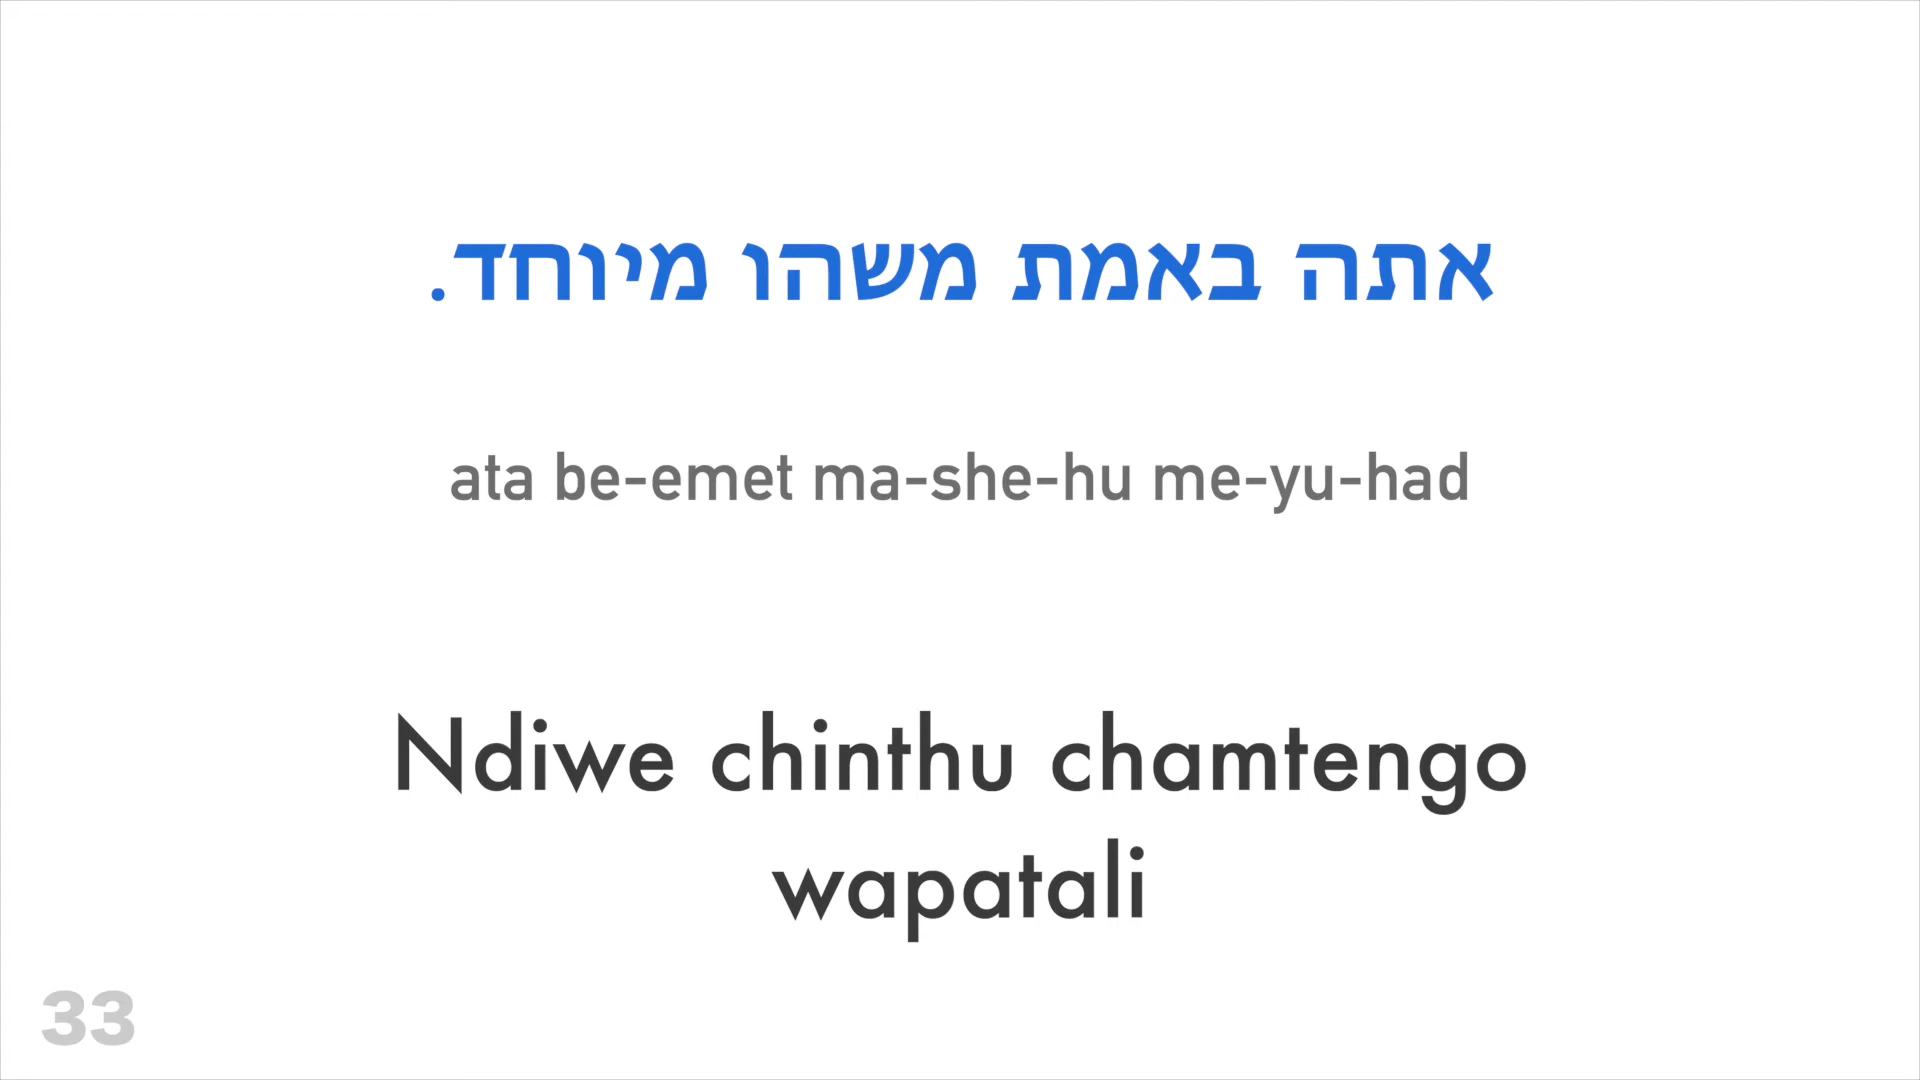 אתה באמת משהו מיוחד.
ata be-emet ma-she-hu me-yu-had
Ndiwe chinthu chamtengo
wapatali
33